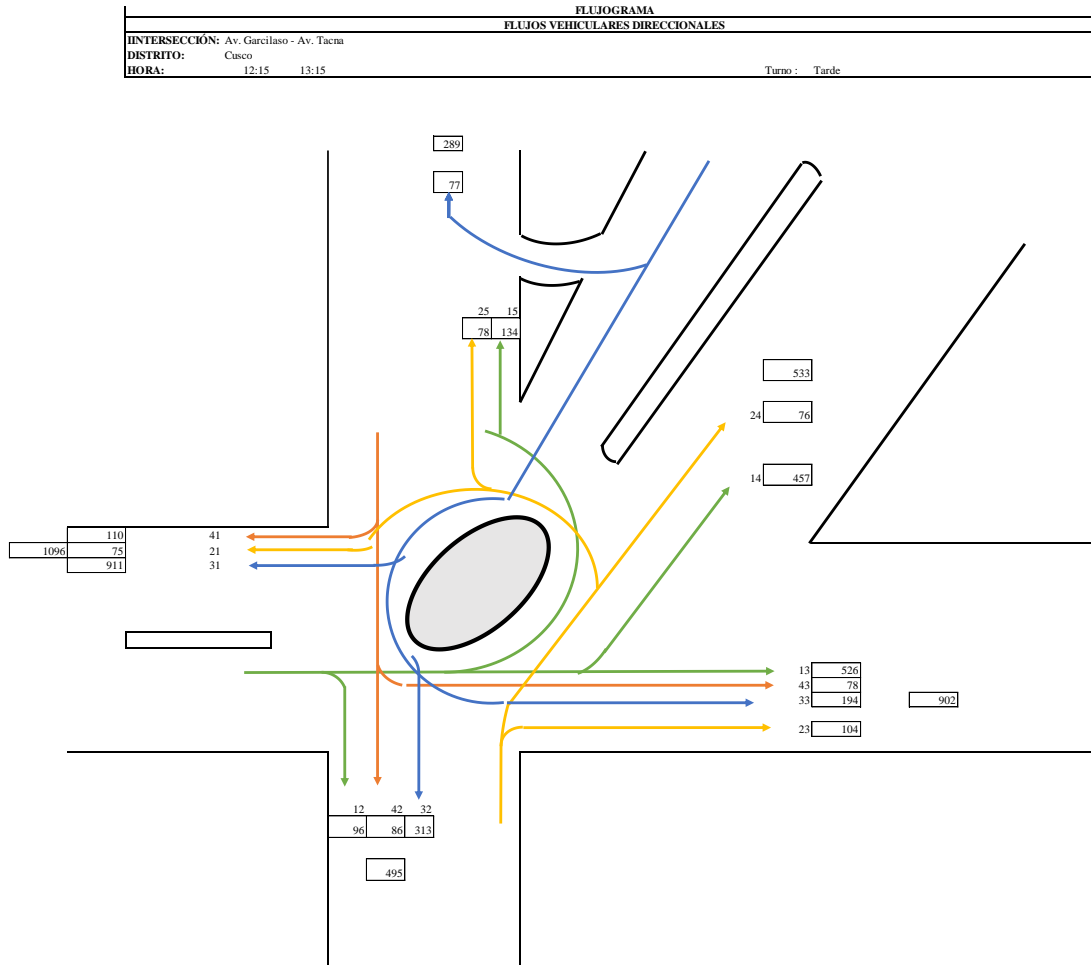 FLUJOGRAMA
FLUJOS VEHICULARES DIRECCIONALES
IINTERSECCIÓN: Av. Garcilaso - Av. Tacna
DISTRITO: Cusco
HORA: 12:15 13:15 Turno : Tarde
289
77
25 15
78 134
533
24 76
14 457
110 41
1096 75 21
911 31
13 526
43 78
33 194 902
23 104
12 42 32
96 86 313
495